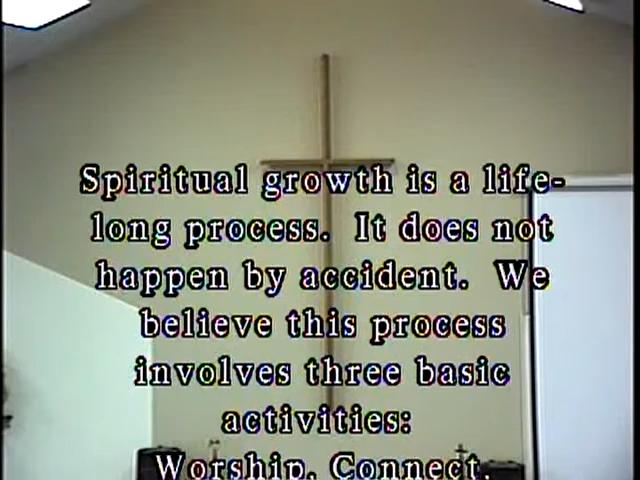 Spiritual growth is a life-
long process.  It does not
happen by accident.  We
believe this process
involves three basic
activities:
Worship, Connect,